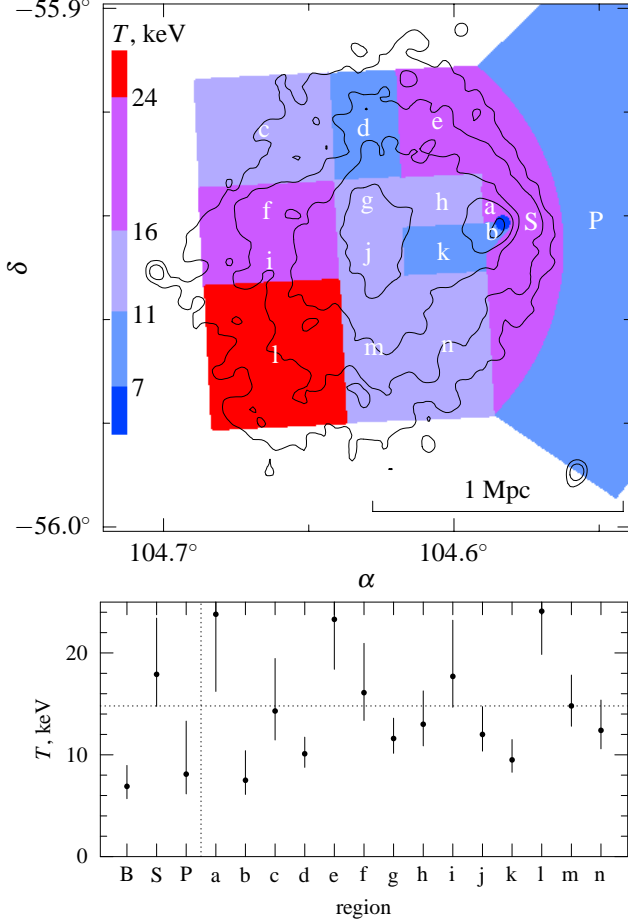 −55.9°
T, keV
24
16
11
7
c d e
f g h a S P
b
i j k
l m n
δ
1 Mpc
−56.0°
104.7° 104.6°
α
T, keV
20
10
0
B S P a b c d e f g h i j k l m n
region